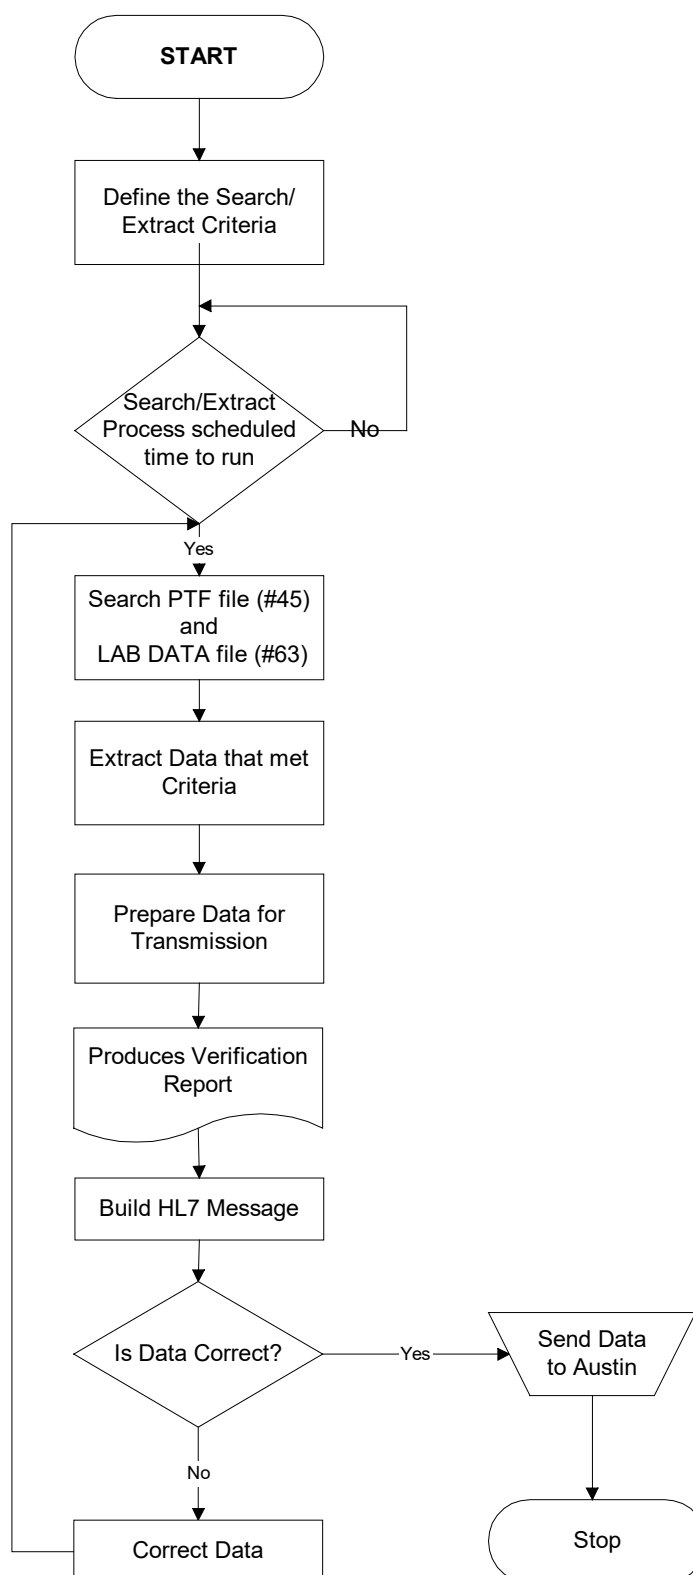 START
Define the Search/
Extract Criteria
Search/Extract
Process scheduled
time to run
No
Yes
Search PTF file (#45)
and
LAB DATA file (#63)
Extract Data that met
Criteria
Prepare Data for
Transmission
Produces Verification
Report
Build HL7 Message
Is Data Correct?
Yes
Send Data
to Austin
No
Correct Data
Stop